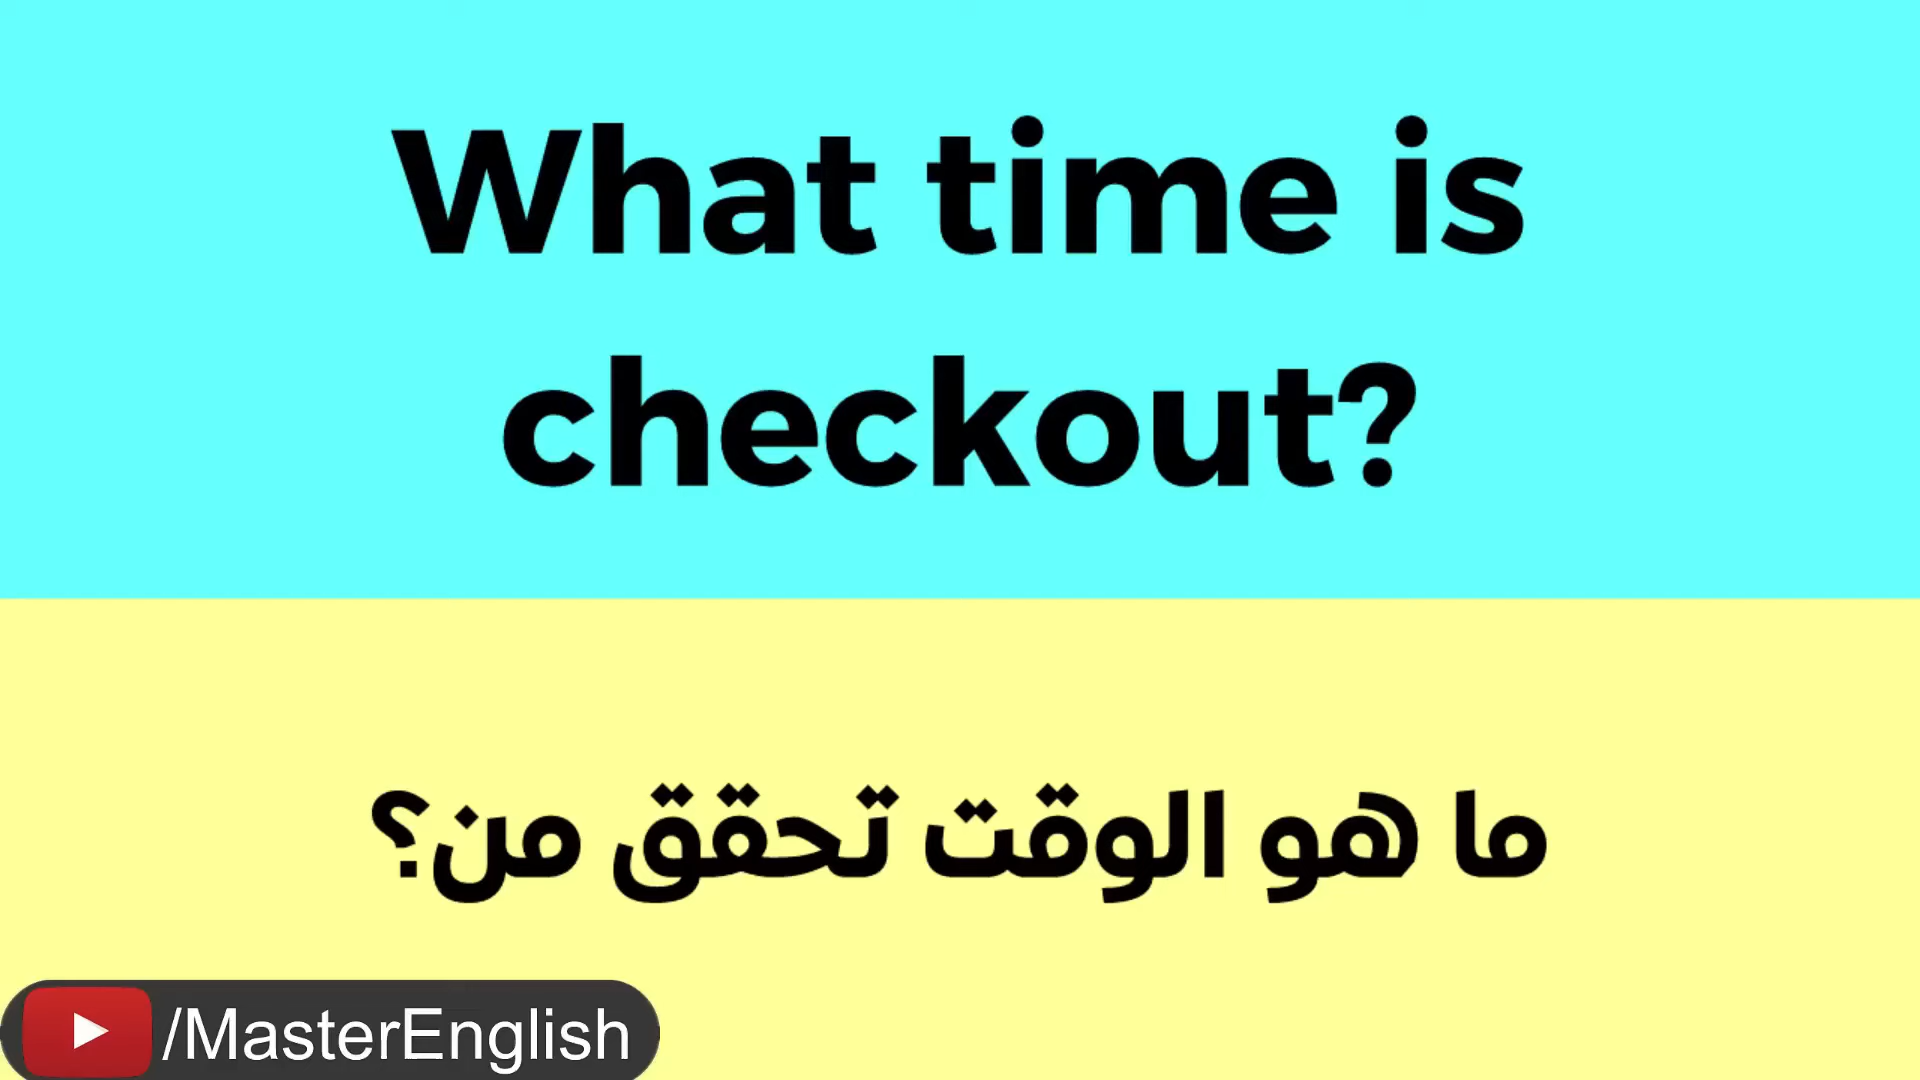 What time is
checkout?
ما هو الوقت تحقق من؟
/MasterEnglish